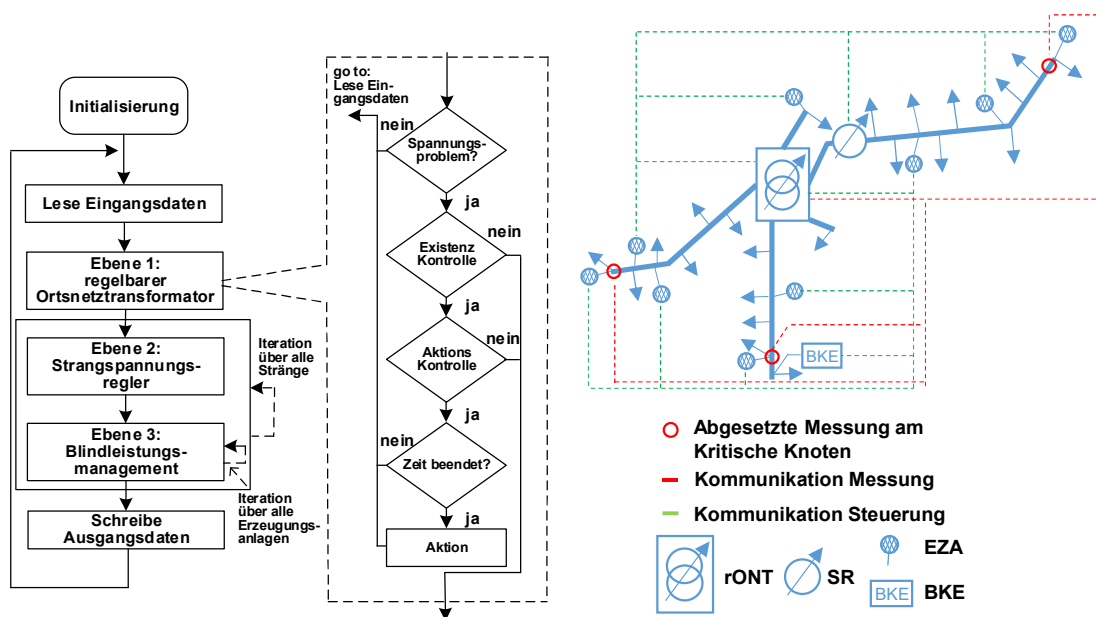 Initialisierung
Lese Eingangsdaten
Ebene 1:
regelbarer
Ortsnetztransformator
Ebene 2:
Strangspannungs-
regler
Ebene 3:
Blindleistungs-
management
Schreibe
Ausgangsdaten
Iteration
über alle
Stränge
Iteration
über alle
Erzeugungs-
anlagen
go to:
Lese Ein-
gangsdaten
nein
Spannungs-
problem?
ja
nein
Existenz
Kontrolle
ja
nein
Aktions
Kontrolle
ja
nein
Zeit beendet?
ja
Aktion
BKE
Abgesetzte Messung am
Kritische Knoten
Kommunikation Messung
Kommunikation Steuerung
rONT
SR
EZA
BKE
BKE